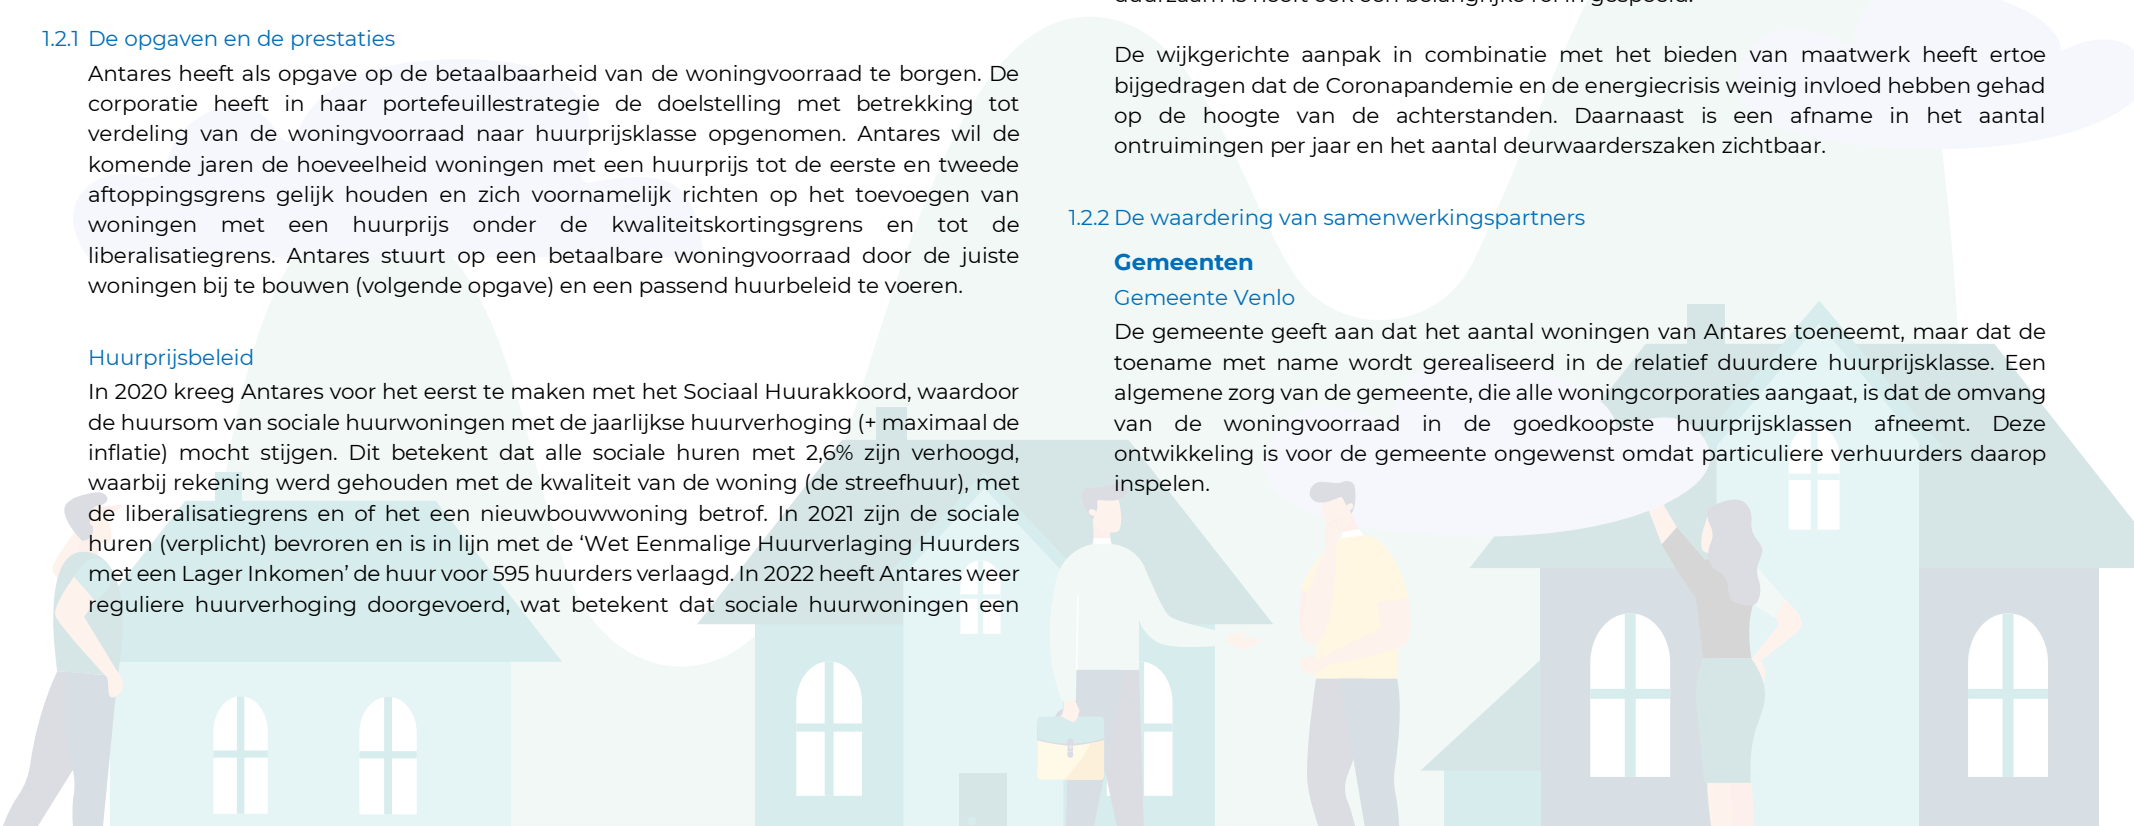 1.2.1 De opgaven en de prestaties
Antares heeft als opgave op de betaalbaarheid van de woningvoorraad te borgen. De
corporatie heeft in haar portefeuillestrategie de doelstelling met betrekking tot
verdeling van de woningvoorraad naar huurprijsklasse opgenomen. Antares wil de
komende jaren de hoeveelheid woningen met een huurprijs tot de eerste en tweede
aftoppingsgrens gelijk houden en zich voornamelijk richten op het toevoegen van
woningen met een huurprijs onder de kwaliteitskortingsgrens en tot de
liberalisatiegrens. Antares stuurt op een betaalbare woningvoorraad door de juiste
woningen bij te bouwen (volgende opgave) en een passend huurbeleid te voeren.
Huurprijsbeleid
In 2020 kreeg Antares voor het eerst te maken met het Sociaal Huurakkoord, waardoor
de huursom van sociale huurwoningen met de jaarlijkse huurverhoging (+ maximaal de
inflatie) mocht stijgen. Dit betekent dat alle sociale huren met 2,6% zijn verhoogd,
waarbij rekening werd gehouden met de kwaliteit van de woning (de streefhuur), met
de liberalisatiegrens en of het een nieuwbouwwoning betrof. In 2021 zijn de sociale
huren (verplicht) bevroren en is in lijn met de ‘Wet Eenmalige Huurverlaging Huurders
met een Lager Inkomen’ de huur voor 595 huurders verlaagd. In 2022 heeft Antares weer
reguliere huurverhoging doorgevoerd, wat betekent dat sociale huurwoningen een
duurzaam is heeft ook een belangrijke rol in gespeeld.
De wijkgerichte aanpak in combinatie met het bieden van maatwerk heeft ertoe
bijgedragen dat de Coronapandemie en de energiecrisis weinig invloed hebben gehad
op de hoogte van de achterstanden. Daarnaast is een afname in het aantal
ontruimingen per jaar en het aantal deurwaarderszaken zichtbaar.
1.2.2 De waardering van samenwerkingspartners
Gemeenten
Gemeente Venlo
De gemeente geeft aan dat het aantal woningen van Antares toeneemt, maar dat de
toename met name wordt gerealiseerd in de relatief duurdere huurprijsklasse. Een
algemene zorg van de gemeente, die alle woningcorporaties aangaat, is dat de omvang
van de woningvoorraad in de goedkoopste huurprijsklassen afneemt. Deze
ontwikkeling is voor de gemeente ongewenst omdat particuliere verhuurders daarop
inspelen.